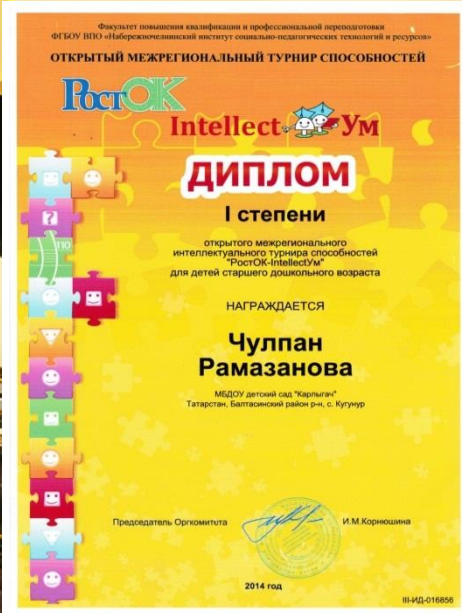 Факультет повышения квалификации и профессиональной переподготовки
ФГБОУ ВПО «Набережночелнинский институт социально-педагогических технологий и ресурсов»
ОТКРЫТЫЙ МЕЖРЕГИОНАЛЬНЫЙ ТУРНИР СПОСОБНОСТЕЙ
РостОК
Intellect Ум
ДИПЛОМ
I степени
открытого межрегионального
интеллектуального турнира способностей
"РостОК-IntellectУм"
для детей старшего дошкольного возраста
НАГРАЖДАЕТСЯ
Чулпан
Рамазанова
МБДОУ детский сад "Карлыгач"
Татарстан, Балтасинский район р-н, с. Кугунур
Председатель Оргкомитета
И.М.Корнюшина
2014 год
III-ИД-016856